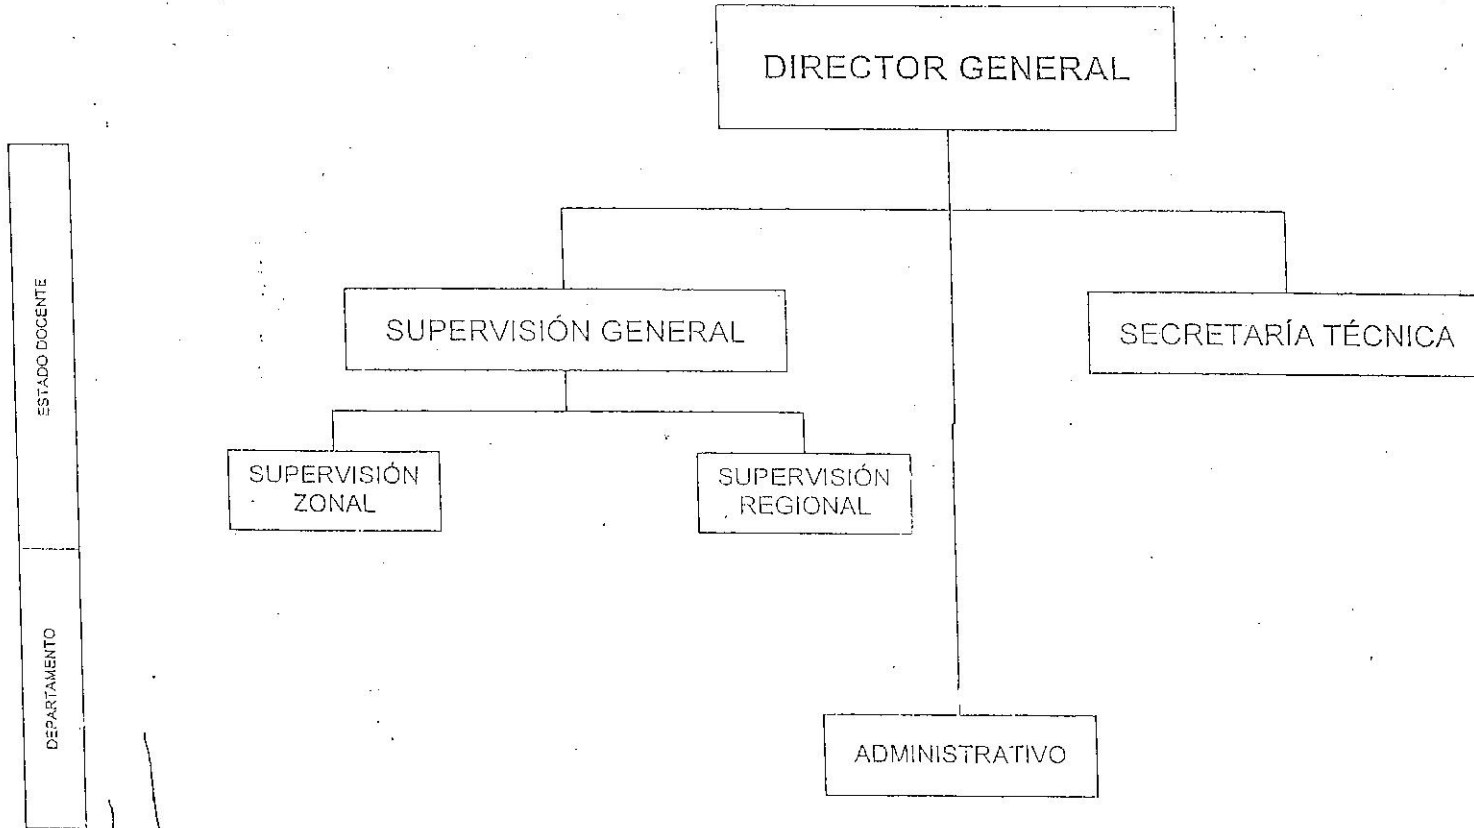 DIRECTOR GENERAL
ESTADO DOCENTE
SUPERVISIÓN GENERAL
SECRETARÍA TÉCNICA
SUPERVISIÓN
ZONAL
SUPERVISIÓN
REGIONAL
DEPARTAMENTO
ADMINISTRATIVO